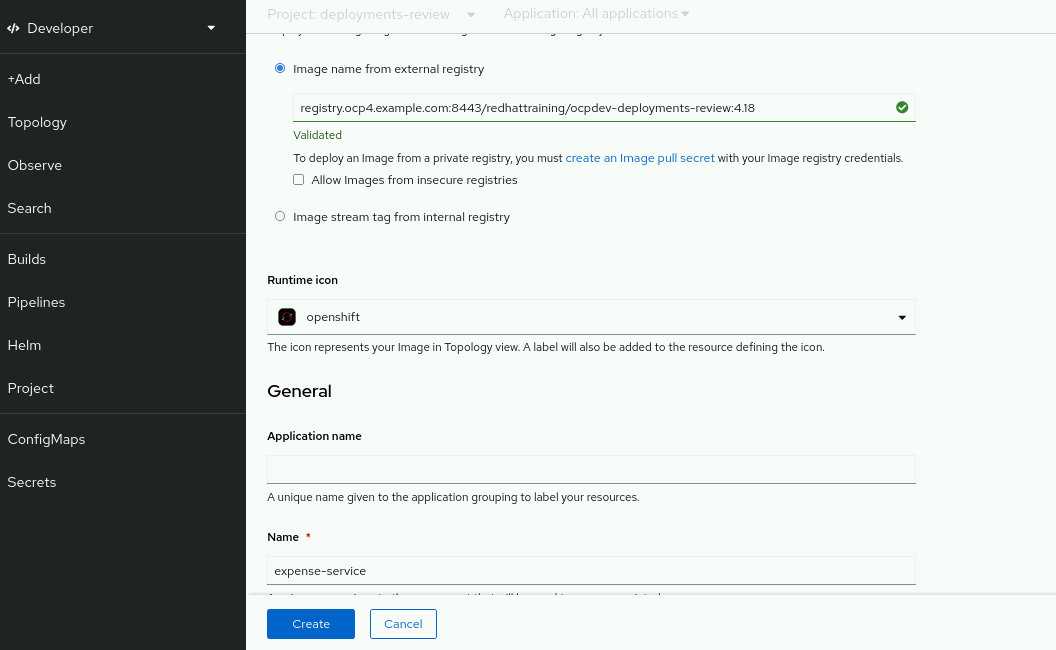 Developer
Project: deployments-review
Application: All applications
+Add
Topology
Observe
Search
Builds
Pipelines
Helm
Project
ConfigMaps
Secrets
Image name from external registry
registry.ocp4.example.com:8443/redhattraining/ocpdev-deployments-review:4.18
Validated
To deploy an Image from a private registry, you must create an Image pull secret with your Image registry credentials.
Allow Images from insecure registries
Image stream tag from internal registry
Runtime icon
openshift
The icon represents your Image in Topology view. A label will also be added to the resource defining the icon.
General
Application name
A unique name given to the application grouping to label your resources.
Name *
expense-service
Create
Cancel